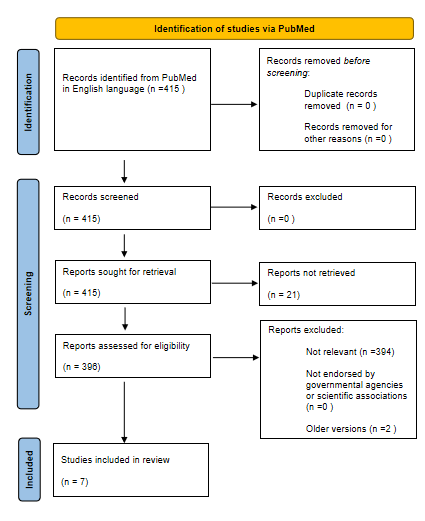 Identification of studies via PubMed
Identification
Records identified from PubMed
in English language (n =415 )
Records removed before
screening:
Duplicate records
removed (n = 0 )
Records removed for
other reasons (n =0 )
Screening
Records screened
(n = 415)
Records excluded
(n =0 )
Reports sought for retrieval
(n = 415)
Reports not retrieved
(n = 21)
Reports assessed for eligibility
(n = 396)
Reports excluded:
Not relevant (n =394)
Not endorsed by
governmental agencies
or scientific associations
(n =0 )
Older versions (n =2 )
Included
Studies included in review
(n = 7)